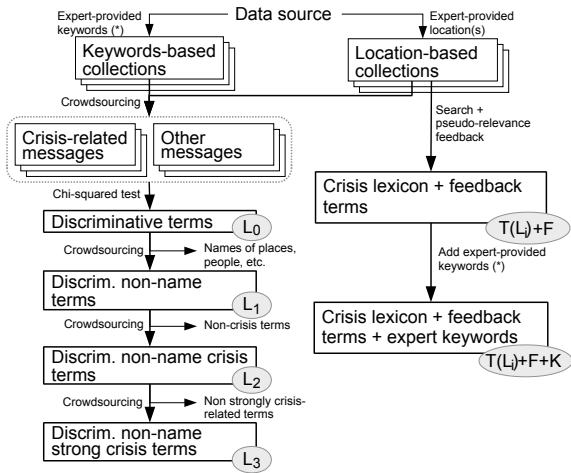 Data source
Expert-provided
keywords (*)
Expert-provided
location(s)
Keywords-based
collections
Location-based
collections
Crowdsourcing
Search +
pseudo-relevance
feedback
Crisis-related
messages
Other
messages
Chi-squared test
Crisis lexicon + feedback
terms
T(Li)+F
Discriminative terms
L0
Crowdsourcing
Names of places,
people, etc.
Add expert-provided
keywords (*)
Discrim. non-name
terms
L1
Crowdsourcing
Non-crisis terms
Crisis lexicon + feedback
terms + expert keywords
T(Li)+F+K
Discrim. non-name crisis
terms
L2
Crowdsourcing
Non strongly crisis-
related terms
Discrim. non-name
strong crisis terms
L3